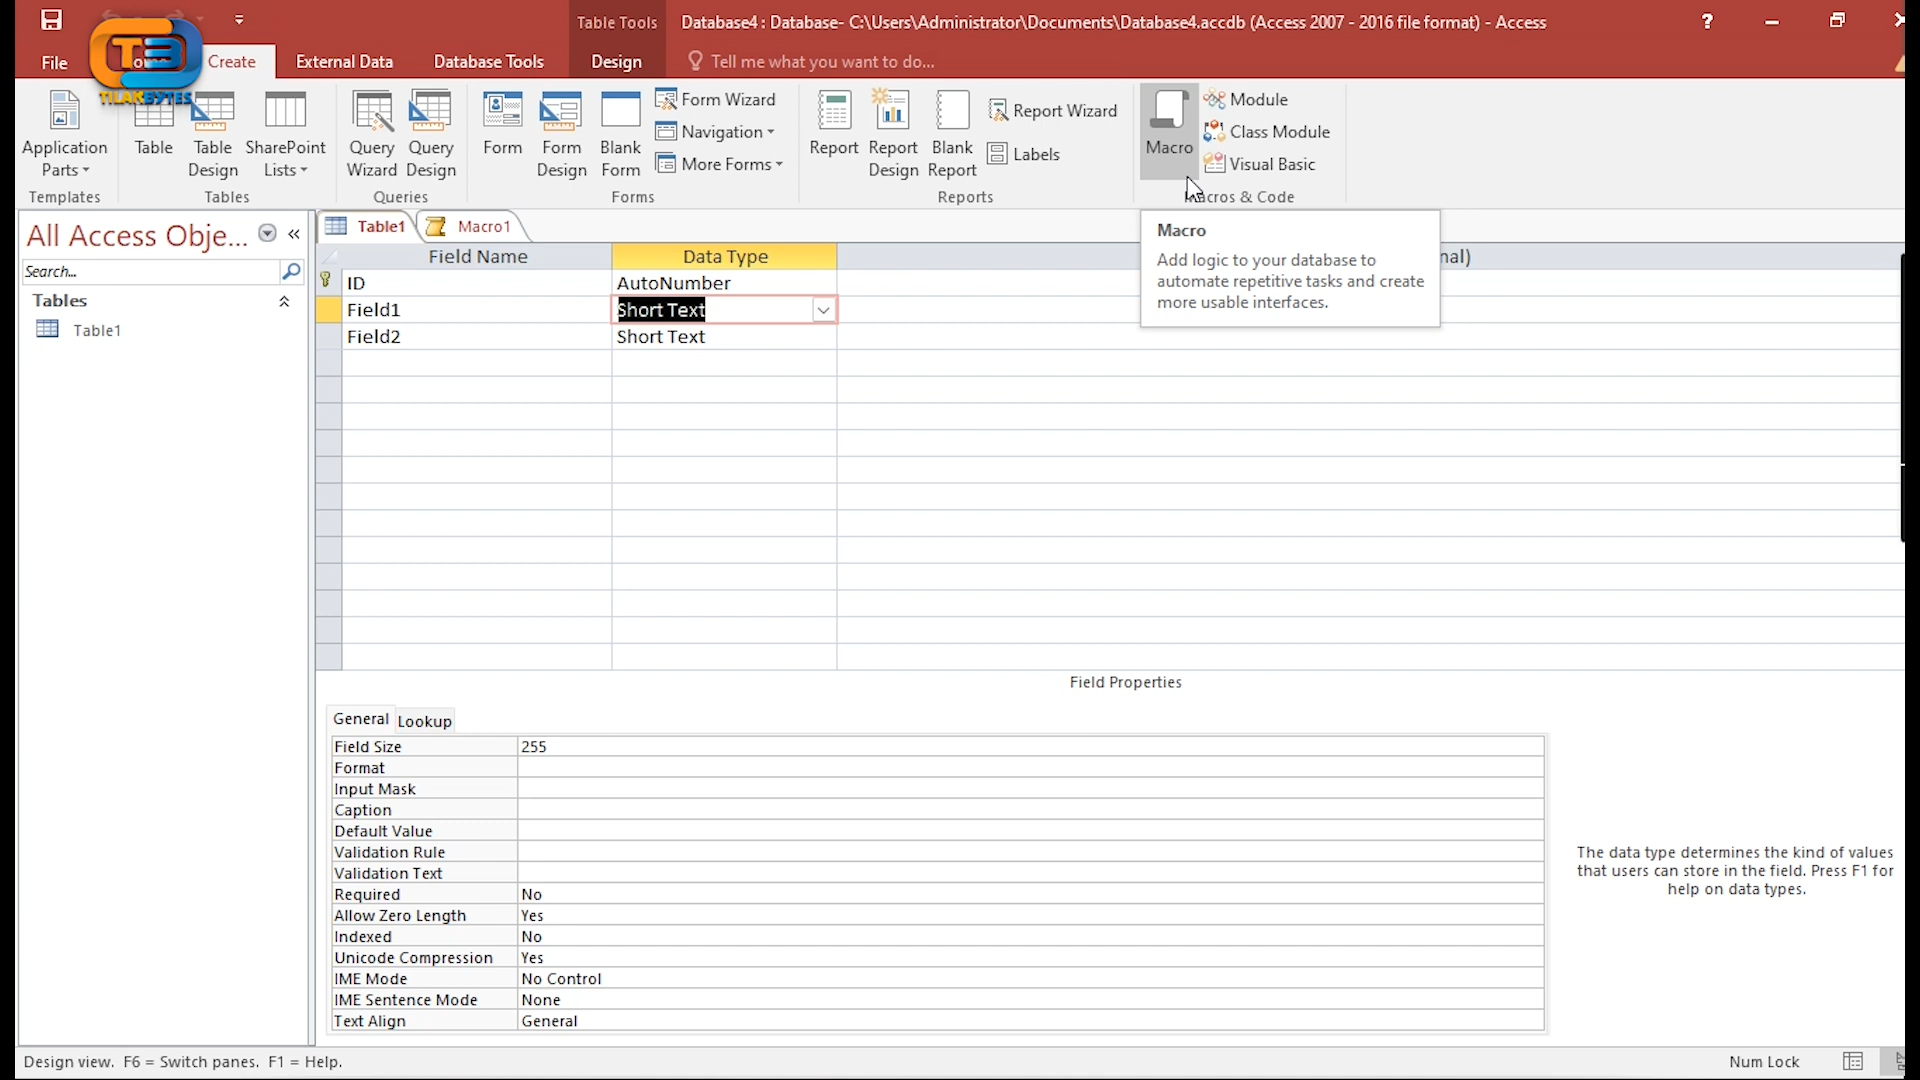 Table Tools
Database4 : Database- C:\Users\Administrator\Documents\Database4.accdb (Access 2007 - 2016 file format) - Access
?
File
Create
External Data
Database Tools
Design
Tell me what you want to do...
T3
TILAKBYTES
Application
Parts
Table
Table
Design
SharePoint
Lists
Query
Wizard
Query
Design
Form
Form
Design
Blank
Form
Form Wizard
Navigation
More Forms
Report
Report
Design
Blank
Report
Report Wizard
Labels
Macro
Module
Class Module
Visual Basic
Templates
Tables
Queries
Forms
Reports
acros & Code
All Access Obje...
Search...
Tables
Table1
Table1
Macro1
Field Name
Data Type
nal)
Macro
Add logic to your database to
automate repetitive tasks and create
more usable interfaces.
ID
AutoNumber
Field1
Short Text
Field2
Short Text
Field Properties
General
Lookup
Field Size
255
Format
Input Mask
Caption
Default Value
Validation Rule
Validation Text
Required
No
Allow Zero Length
Yes
Indexed
No
Unicode Compression
Yes
IME Mode
No Control
IME Sentence Mode
None
Text Align
General
The data type determines the kind of values
that users can store in the field. Press F1 for
help on data types.
Design view.  F6 = Switch panes.  F1 = Help.
Num Lock